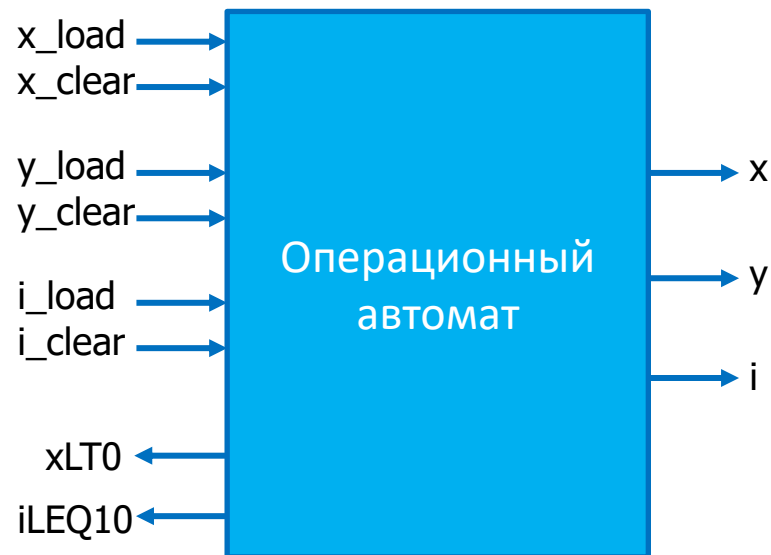 x_load
x_clear
y_load
y_clear
i_load
i_clear
xLT0
iLEQ10
Операционный
автомат
x
y
i